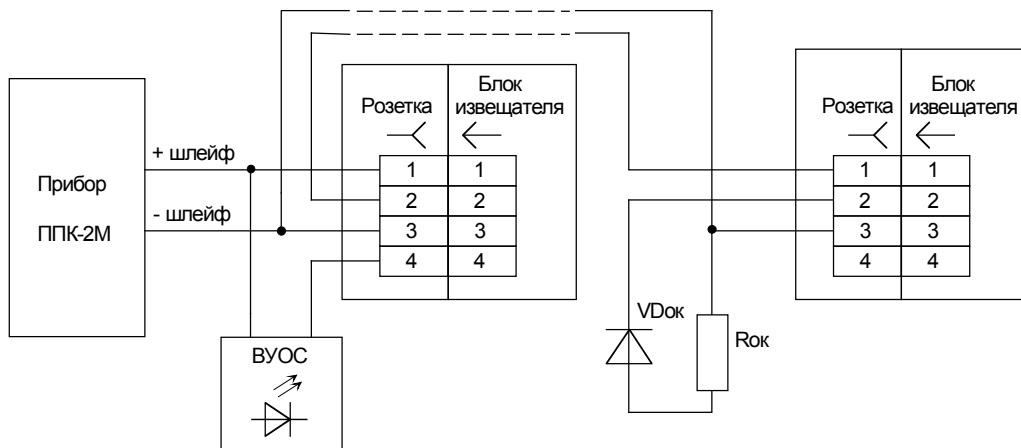 Прибор
ППК-2М
+ шлейф
- шлейф
Розетка
Блок
извещателя
1 1
2 2
3 3
4 4
ВУОС
Розетка
Блок
извещателя
1 1
2 2
3 3
4 4
VDок
Rок